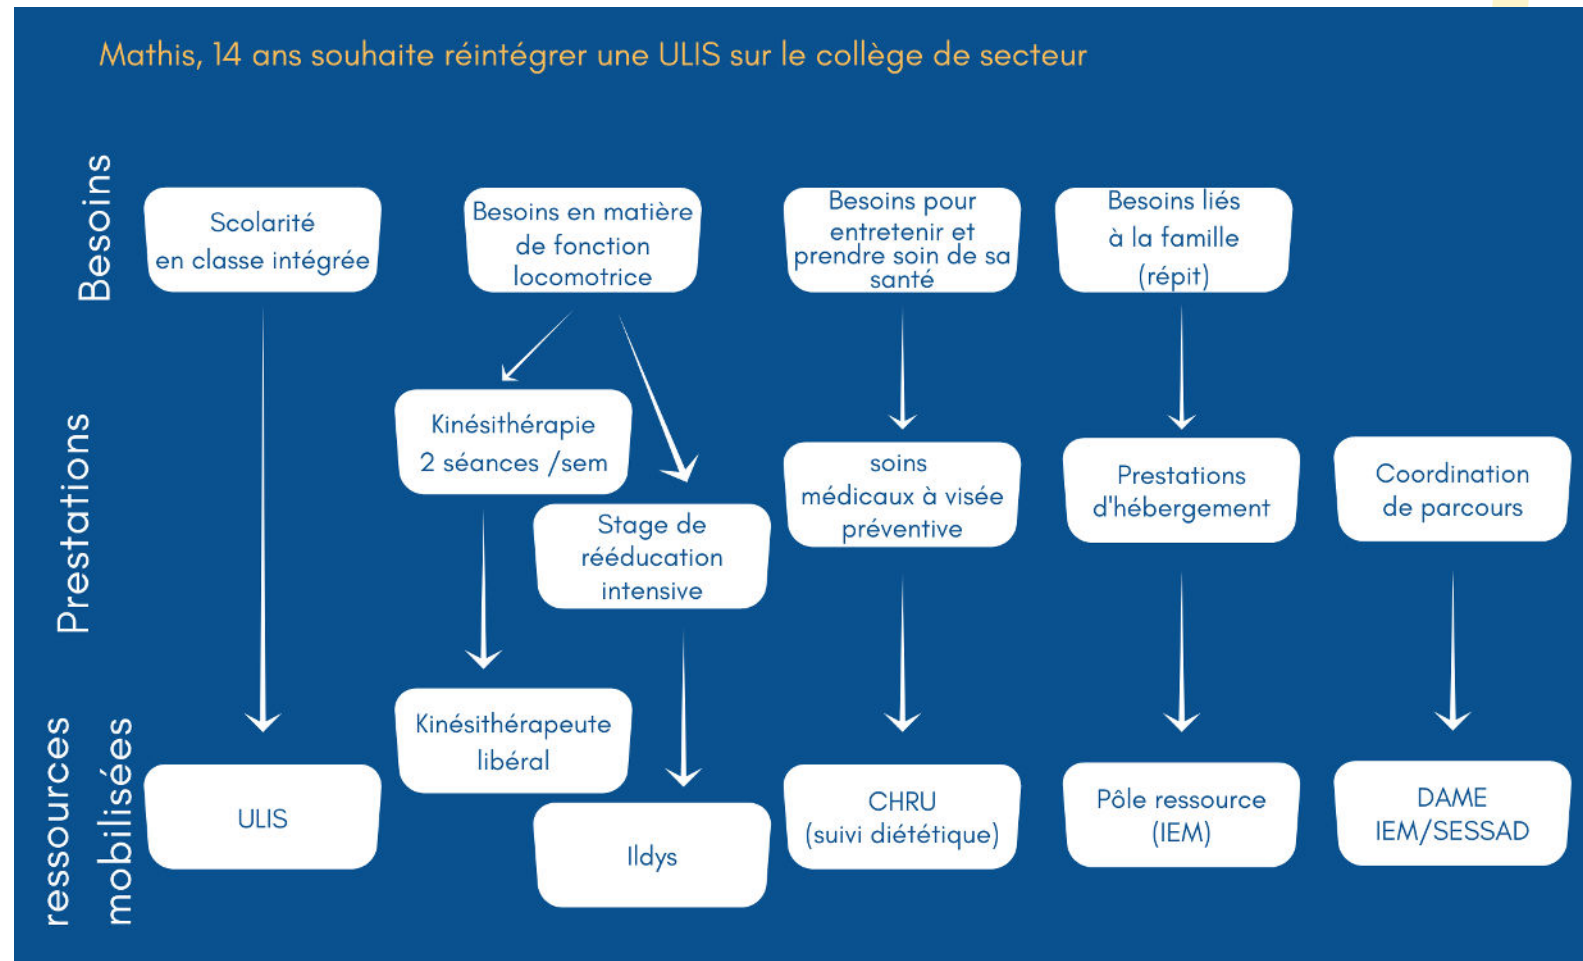 Mathis, 14 ans souhaite réintégrer une ULIS sur le collège de secteur
Besoins
Scolarité
en classe intégrée
Besoins en matière
de fonction
locomotrice
Besoins pour
entretenir et
prendre soin de sa
santé
Besoins liés
à la famille
(répit)
Prestations
Kinésithérapie
2 séances /sem
Stage de
rééducation
intensive
soins
médicaux à visée
préventive
Prestations
d'hébergement
Coordination
de parcours
ressources
mobilisées
ULIS
Kinésithérapeute
libéral
Ildys
CHRU
(suivi diététique)
Pôle ressource
(IEM)
DAME
IEM/SESSAD